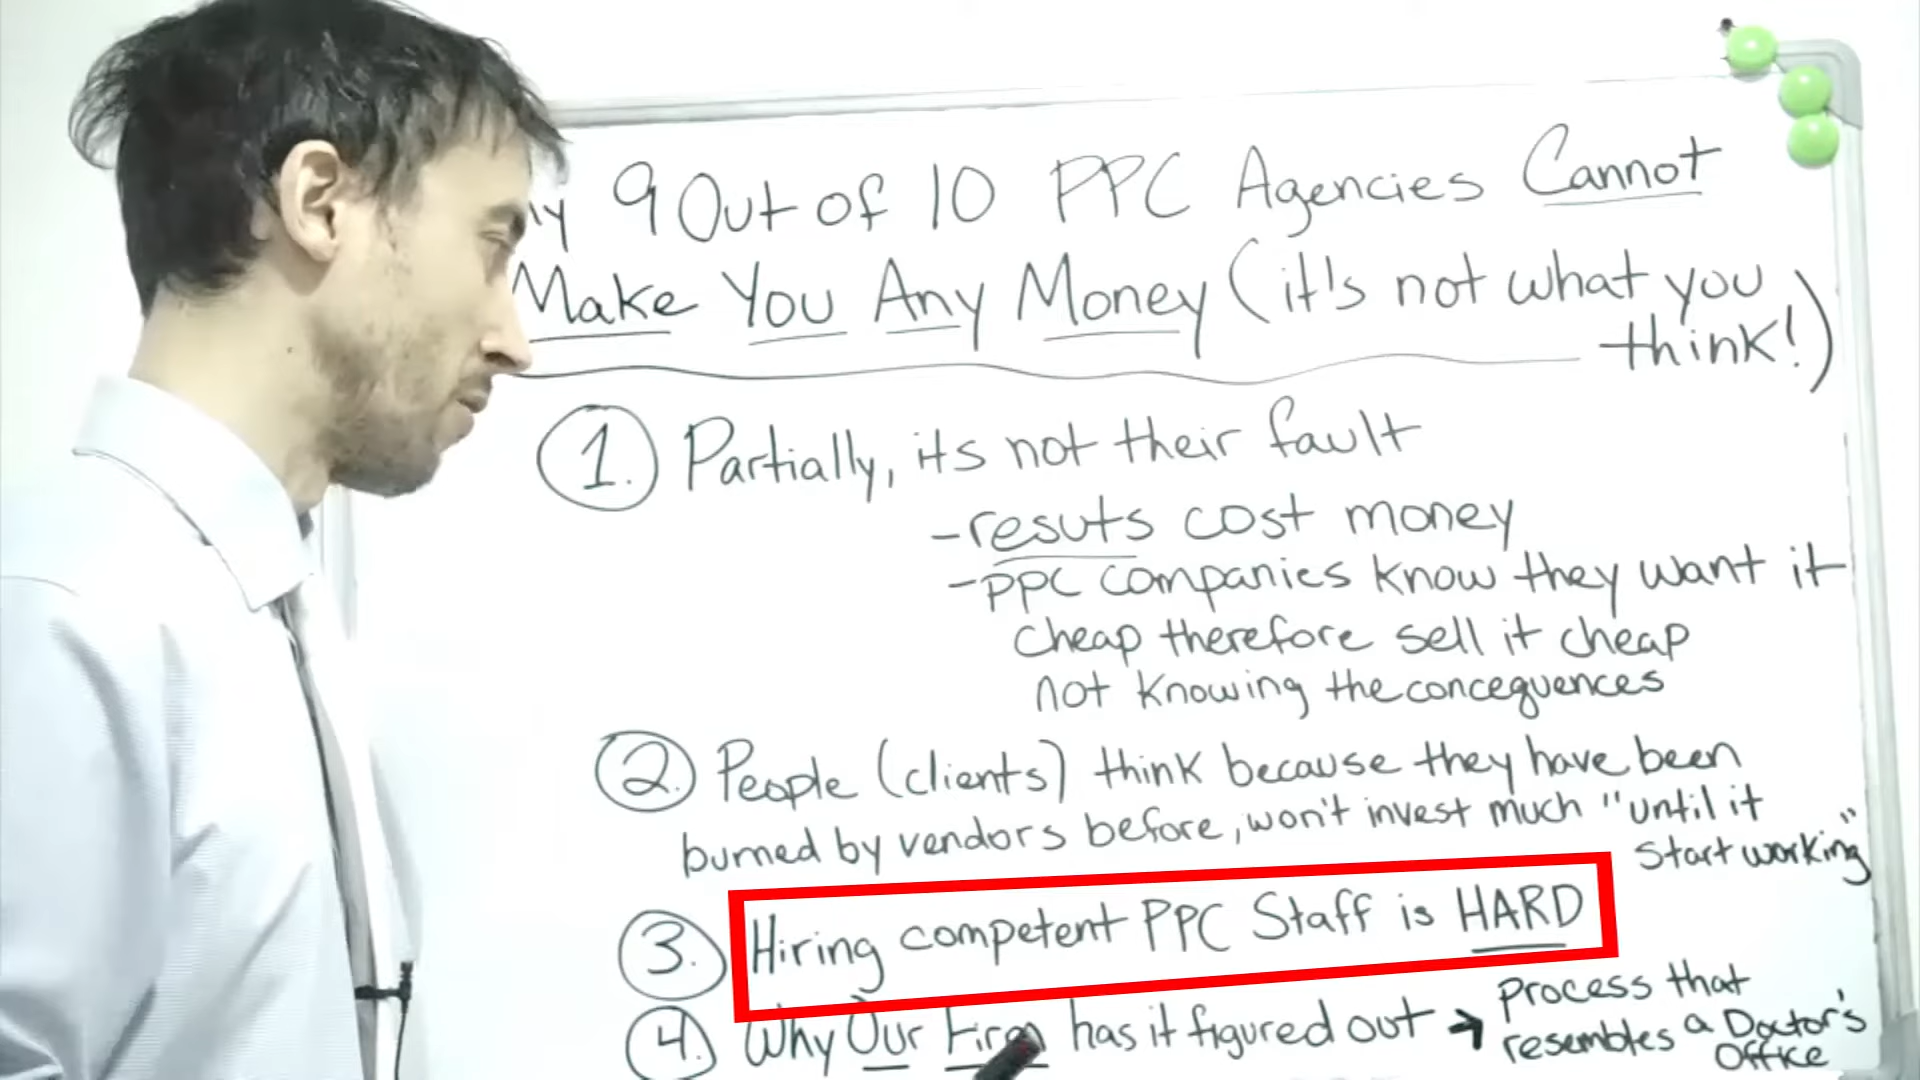 9 Out of 10 PPC Agencies Cannot
Make You Any Money (it's not what you
think!)
1. Partially, its not their fault
-resuts cost money
-PPC companies know they want it
cheap therefore sell it cheap
not knowing the concequences
2. People (clients) think because they have been
burned by vendors before, won't invest much "until it
start working"
3. Hiring competent PPC Staff is HARD
4. Why Our Firm has it figured out → process that
resembles a Doctor's
Office